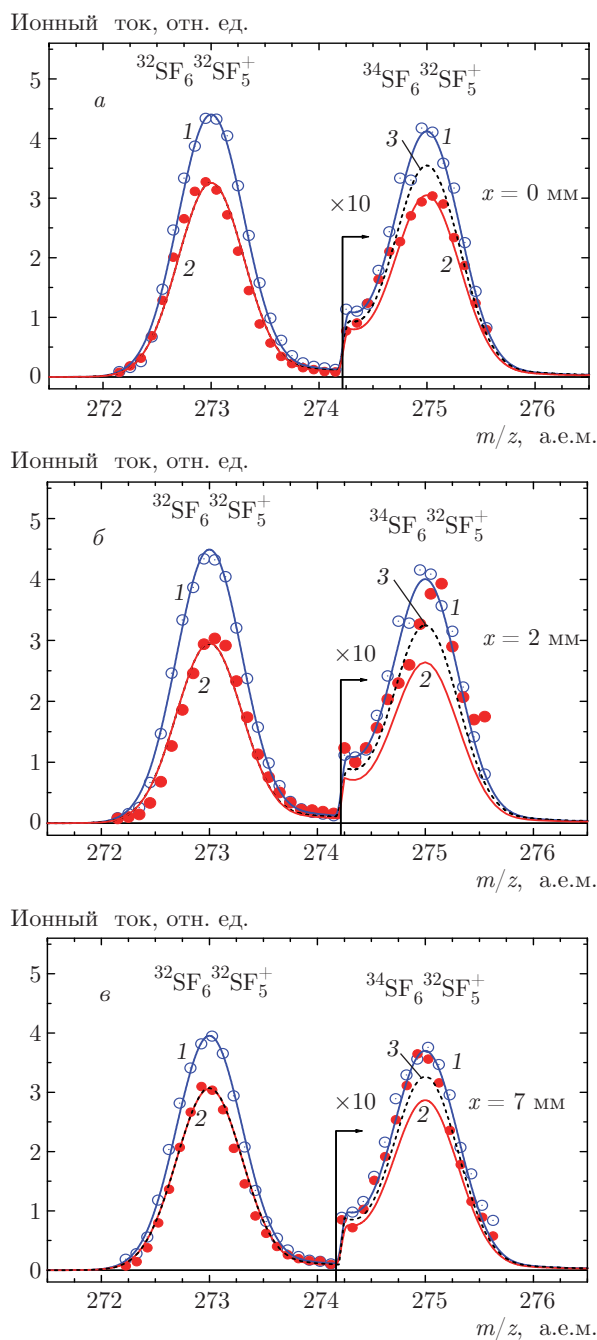 Ионный ток, отн. ед.
³²SF₆³²SF₅⁺ ³⁴SF₆³²SF₅⁺
5
а
1 3 1
4
x = 0 мм
×10
3
2 2
2
1
0
272 273 274 275 276
m/z, а.е.м.
Ионный ток, отн. ед.
³²SF₆³²SF₅⁺ ³⁴SF₆³²SF₅⁺
5
б
1 3 1
4
x = 2 мм
×10
3
2 2
2
1
0
272 273 274 275 276
m/z, а.е.м.
Ионный ток, отн. ед.
³²SF₆³²SF₅⁺ ³⁴SF₆³²SF₅⁺
5
в
1 3 1
4
x = 7 мм
×10
3
2 2
2
1
0
272 273 274 275 276
m/z, а.е.м.